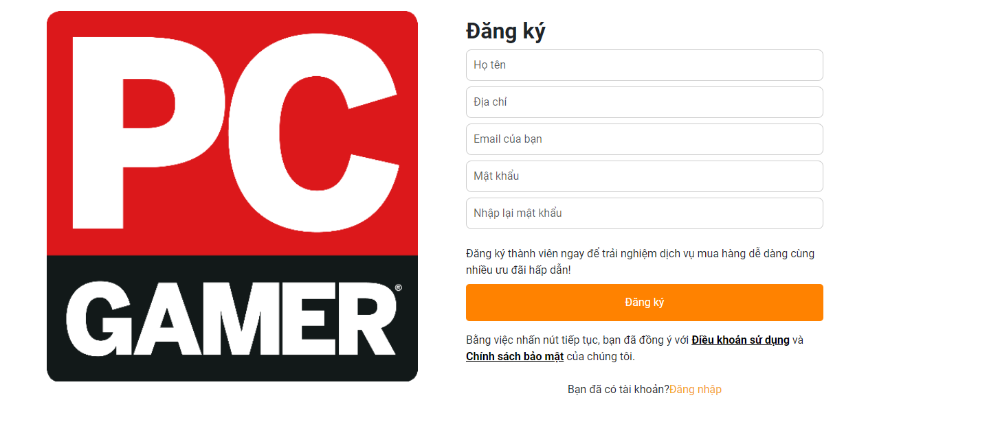 PC
GAMER®
Đăng ký
Họ tên
Địa chỉ
Email của bạn
Mật khẩu
Nhập lại mật khẩu
Đăng ký thành viên ngay để trải nghiệm dịch vụ mua hàng dễ dàng cùng
nhiều ưu đãi hấp dẫn!
Đăng ký
Bằng việc nhấn nút tiếp tục, bạn đã đồng ý với Điều khoản sử dụng và
Chính sách bảo mật của chúng tôi.
Bạn đã có tài khoản?Đăng nhập